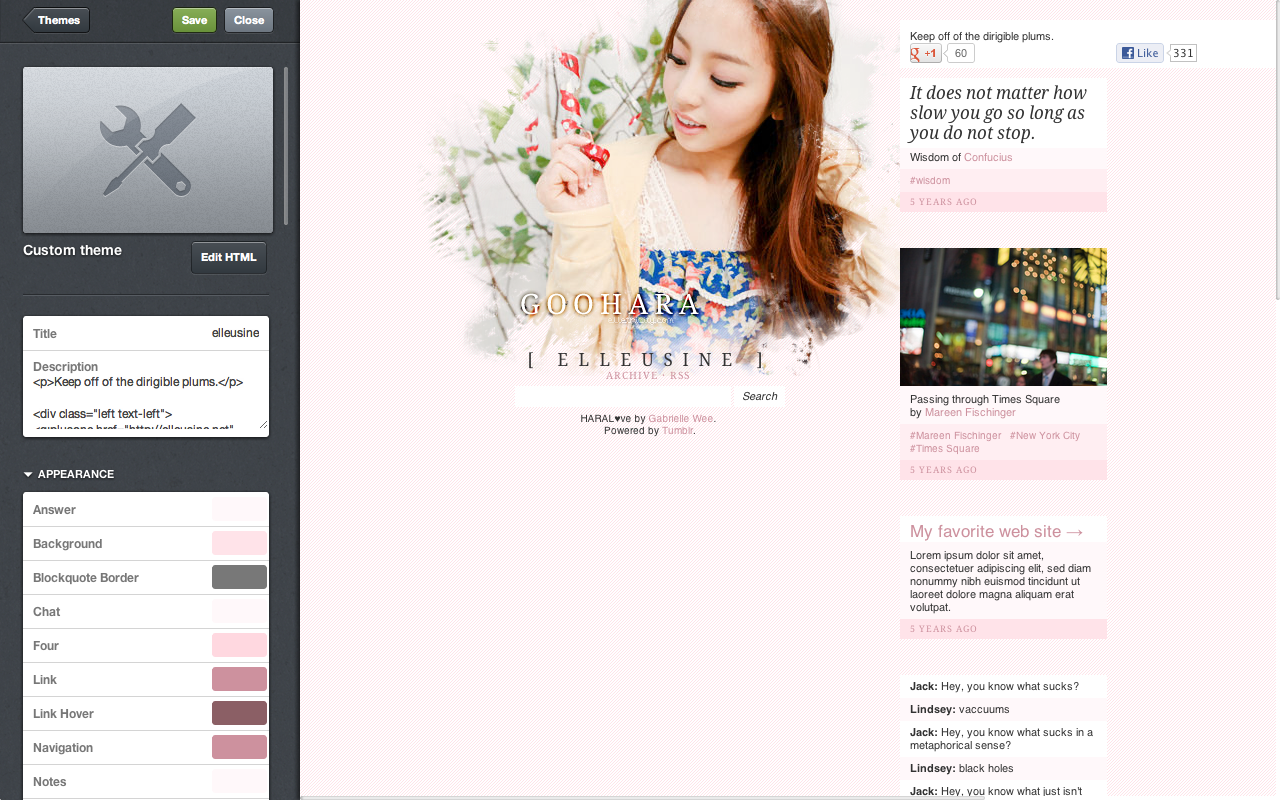 Themes
Save
Close
Custom theme
Edit HTML
Title
elleusine
Description
<p>Keep off of the dirigible plums.</p>
<div class="left text-left">
<g:plusone href="http://elleusine.net"
APPEARANCE
Answer
Background
Blockquote Border
Chat
Four
Link
Link Hover
Navigation
Notes
GOOHARA
[ ELLEUSINE ]
ARCHIVE · RSS
Search
HARAL♥ve by Gabrielle Wee.
Powered by Tumblr.
Keep off of the dirigible plums.
+1
60
Like
331
It does not matter how
slow you go so long as
you do not stop.
Wisdom of Confucius
#wisdom
5 YEARS AGO
NOKIA
Passing through Times Square
by Mareen Fischinger
#Mareen Fischinger #New York City
#Times Square
5 YEARS AGO
My favorite web site →
Lorem ipsum dolor sit amet,
consectetuer adipiscing elit, sed diam
nonummy nibh euismod tincidunt ut
laoreet dolore magna aliquam erat
volutpat.
5 YEARS AGO
Jack: Hey, you know what sucks?
Lindsey: vaccuums
Jack: Hey, you know what sucks in a
metaphorical sense?
Lindsey: black holes
Jack: Hey, you know what just isn't